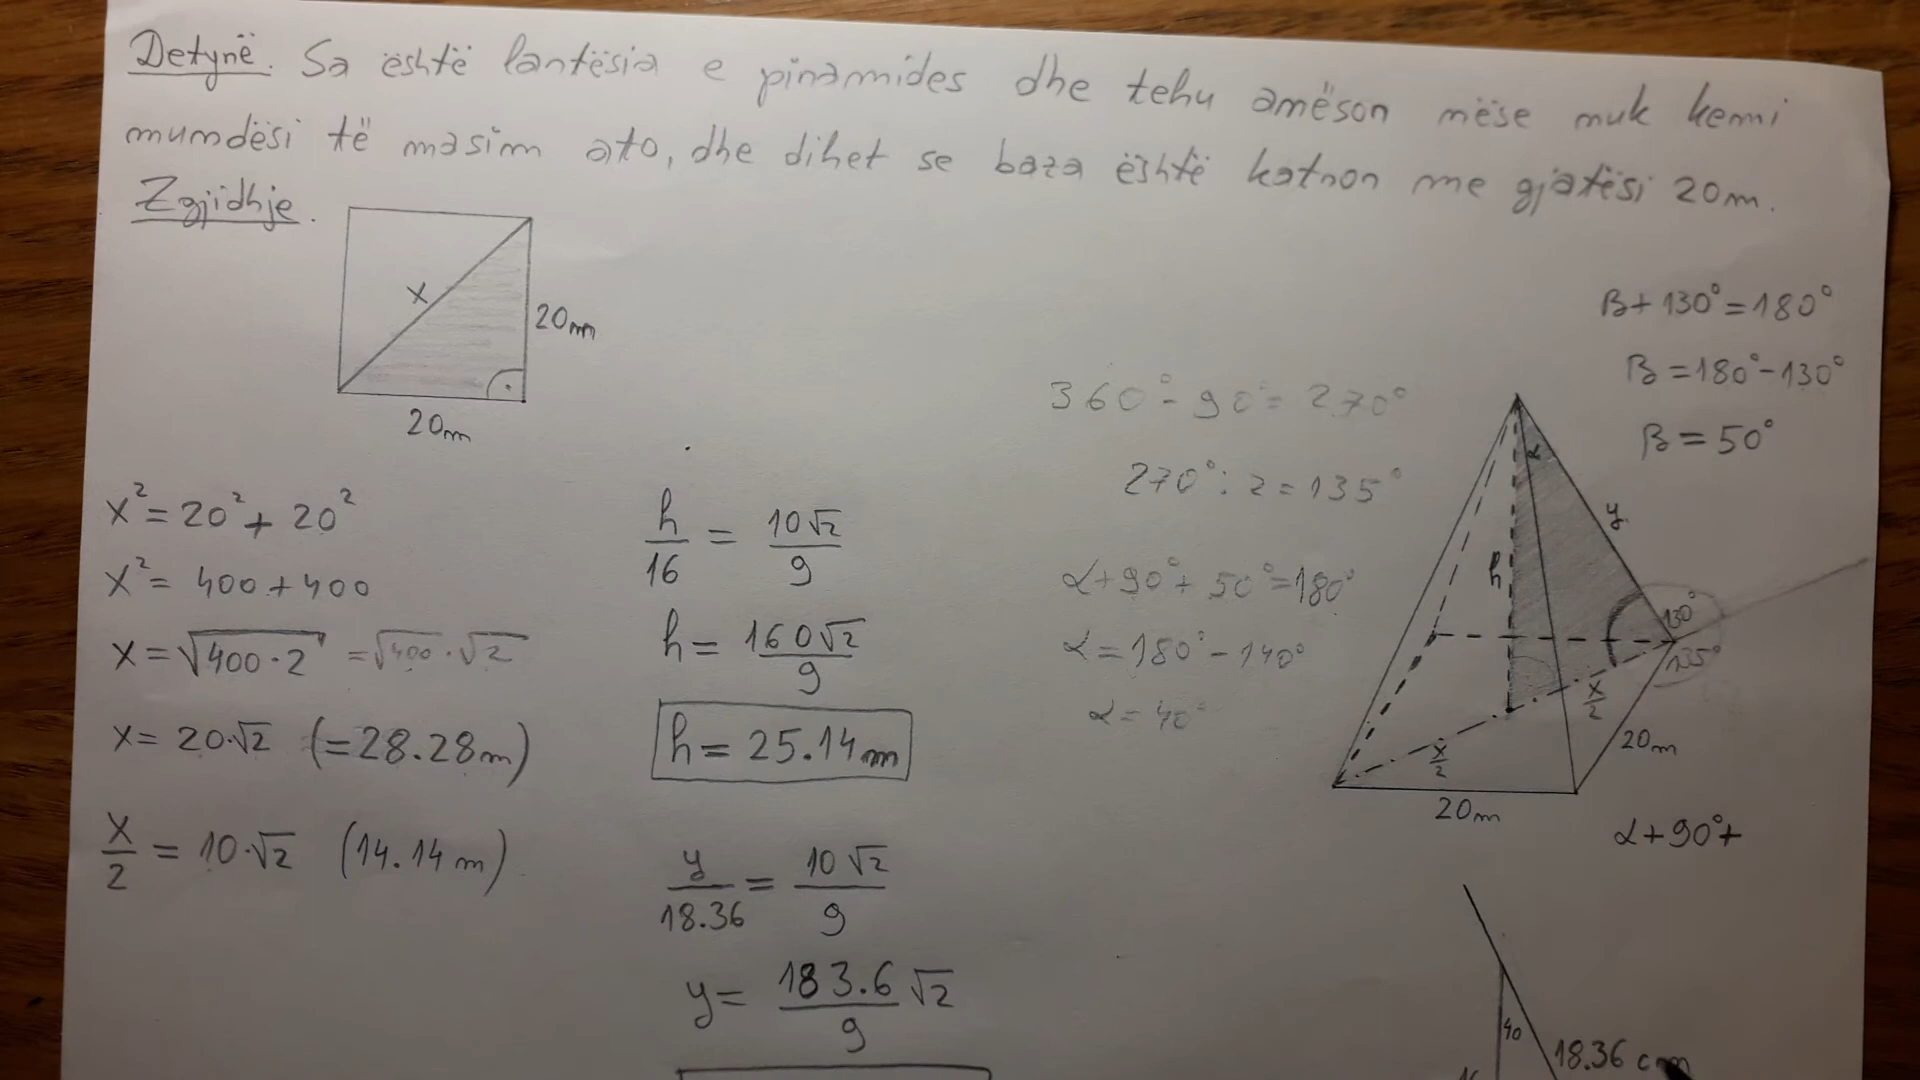 Detynë. Sa është lartësia e piramides dhe tehu anësor nëse nuk kemi
mundësi të masim ato, dhe dihet se baza është katror me gjatësi 20m.
Zgjidhje.
x
20m
20m
x² = 20² + 20²
x² = 400 + 400
x = √400·2 = √400 · √2
x = 20·√2 (=28.28m)
x/2 = 10·√2 (14.14m)
h/16 = 10√2/9
h = 160√2/9
h = 25.14m
y/18.36 = 10√2/9
y = 183.6√2/9
360° - 90° = 270°
270° : 2 = 135°
α + 90° + 50° = 180°
α = 180° - 140°
α = 40°
β + 130° = 180°
β = 180° - 130°
β = 50°
α
y
h
130°
135°
x/2
x/2
20m
20m
α + 90° +
40
18.36 cm
16